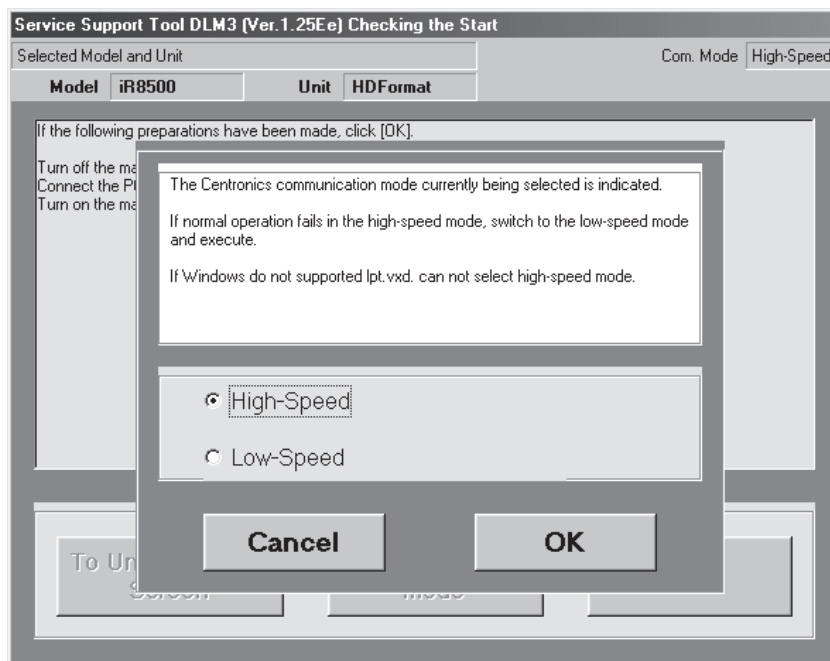 Service Support Tool DLM3 (Ver.1.25Ee) Checking the Start
Selected Model and Unit
Com. Mode High-Speed
Model iR8500 Unit HDFormat
If the following preparations have been made, click [OK].
Turn off the
Connect the
Turn on the
The Centronics communication mode currently being selected is indicated.
If normal operation fails in the high-speed mode, switch to the low-speed mode
and execute.
If Windows do not supported lpt.vxd. can not select high-speed mode.
High-Speed
Low-Speed
Cancel
OK
To
Screen
Mode